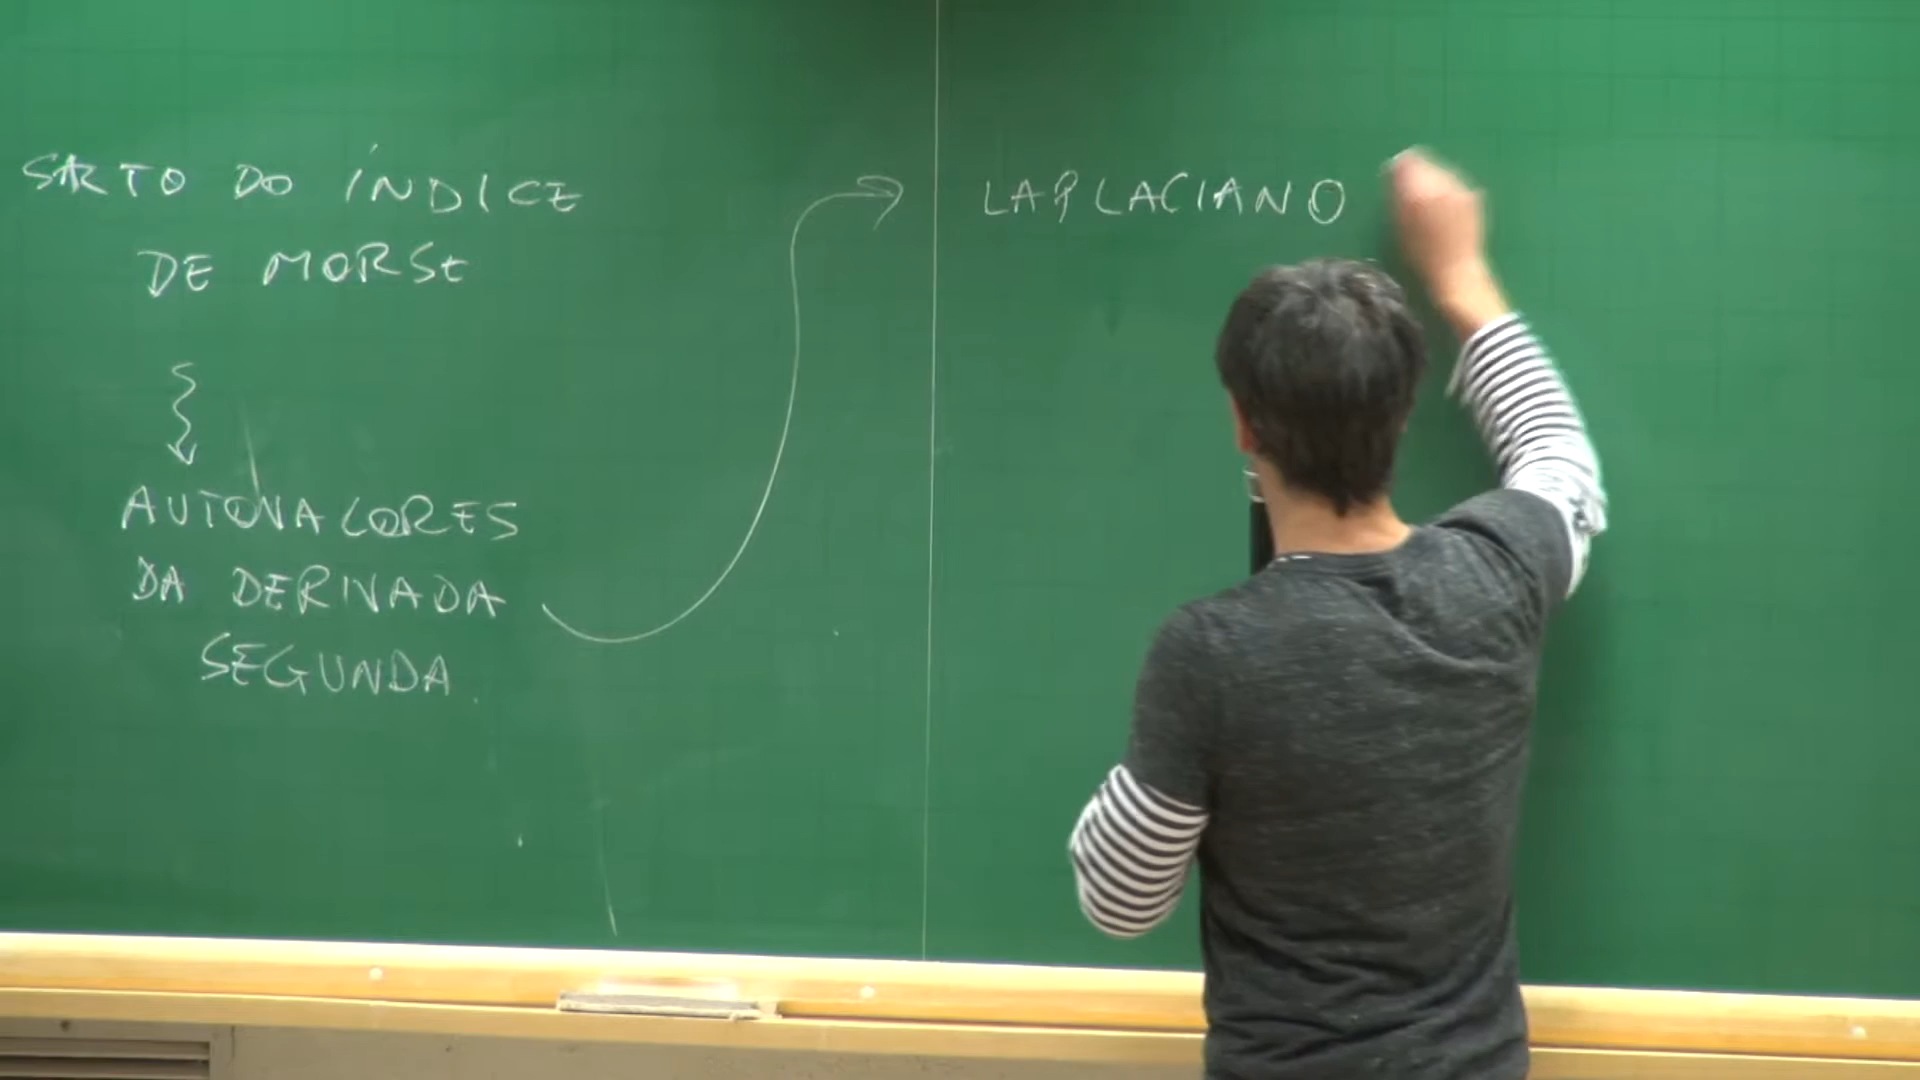 SALTO DO ÍNDICE
DE MORSE
AUTOVALORES
DA DERIVADA
SEGUNDA.
LAPLACIANO